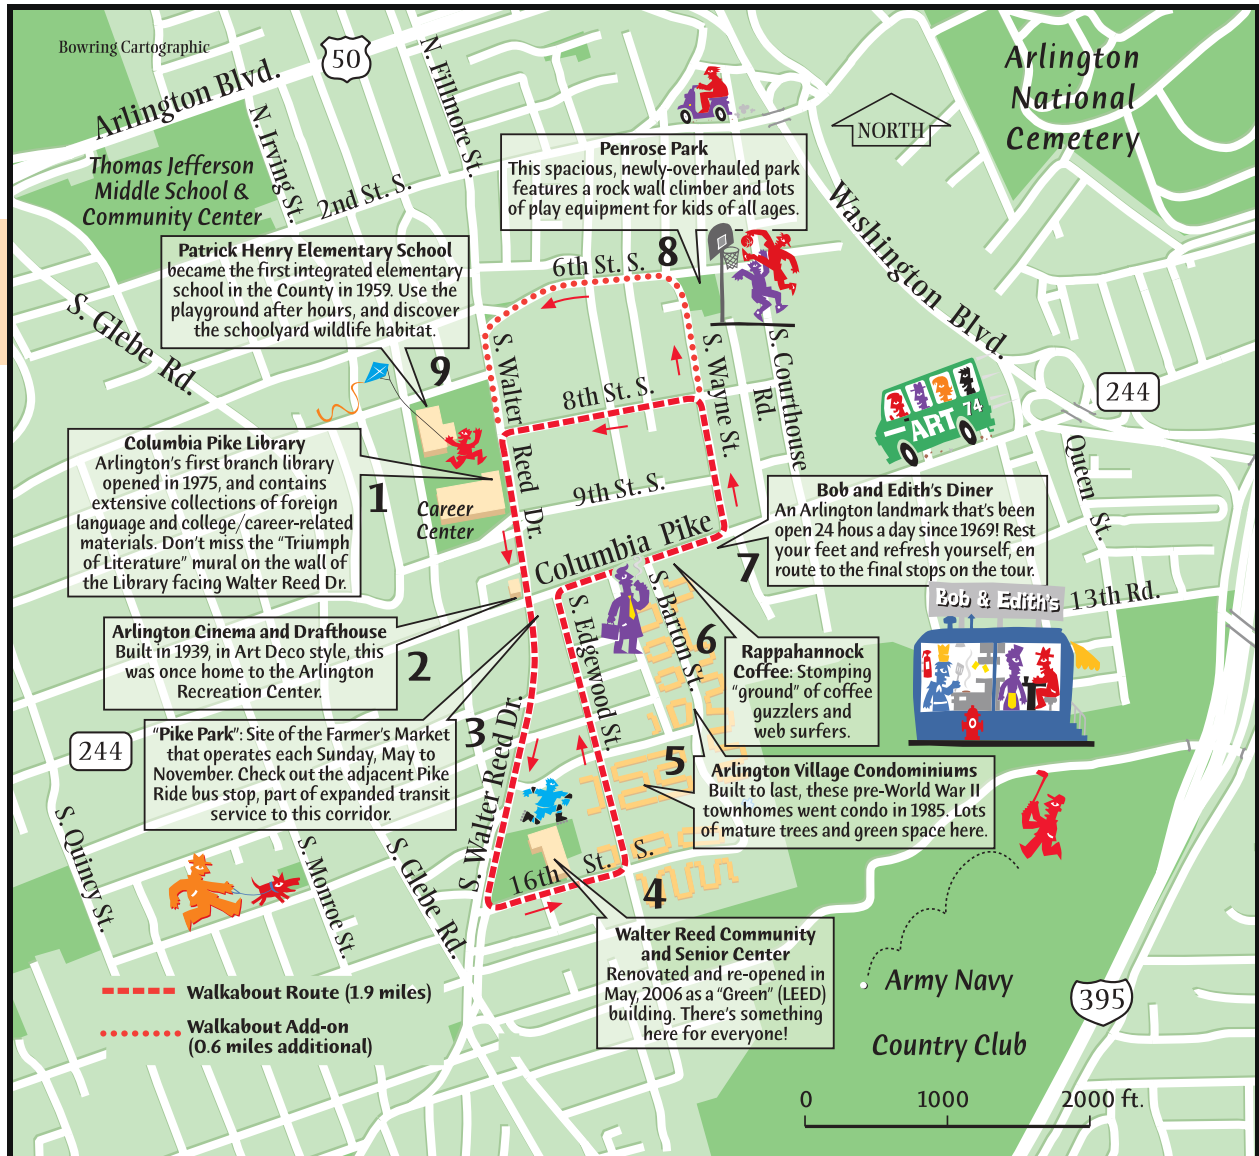 Bowring Cartographic
50
Arlington Blvd.
N. Fillmore St.
N. Irving St.
Arlington
National
Cemetery
NORTH
Thomas Jefferson
Middle School &
Community Center
2nd St. S.
Penrose Park
This spacious, newly-overhauled park
features a rock wall climber and lots
of play equipment for kids of all ages.
8
Washington Blvd.
Patrick Henry Elementary School
became the first integrated elementary
school in the County in 1959. Use the
playground after hours, and discover
the schoolyard wildlife habitat.
9
6th St. S.
S. Glebe Rd.
S. Walter Reed Dr.
8th St. S.
S. Wayne St.
S. Courthouse Rd.
ART 74
244
Queen St.
Columbia Pike Library
Arlington's first branch library
opened in 1975, and contains
extensive collections of foreign
language and college/career-related
materials. Don't miss the "Triumph
of Literature" mural on the wall of
the Library facing Walter Reed Dr.
1
Career
Center
9th St. S.
Columbia Pike
Bob and Edith's Diner
An Arlington landmark that's been
open 24 hous a day since 1969! Rest
your feet and refresh yourself, en
route to the final stops on the tour.
7
Bob & Edith's
13th Rd.
Arlington Cinema and Drafthouse
Built in 1939, in Art Deco style, this
was once home to the Arlington
Recreation Center.
2
S. Edgewood St.
S. Barton St.
6
Rappahannock
Coffee: Stomping
"ground" of coffee
guzzlers and
web surfers.
244
"Pike Park": Site of the Farmer's Market
that operates each Sunday, May to
November. Check out the adjacent Pike
Ride bus stop, part of expanded transit
service to this corridor.
3
S. Walter Reed Dr.
5
Arlington Village Condominiums
Built to last, these pre-World War II
townhomes went condo in 1985. Lots
of mature trees and green space here.
S. Quincy St.
S. Monroe St.
S. Glebe Rd.
16th St. S.
4
Walter Reed Community
and Senior Center
Renovated and re-opened in
May, 2006 as a "Green" (LEED)
building. There's something
here for everyone!
Army Navy
Country Club
395
Walkabout Route (1.9 miles)
Walkabout Add-on
(0.6 miles additional)
0 1000 2000 ft.